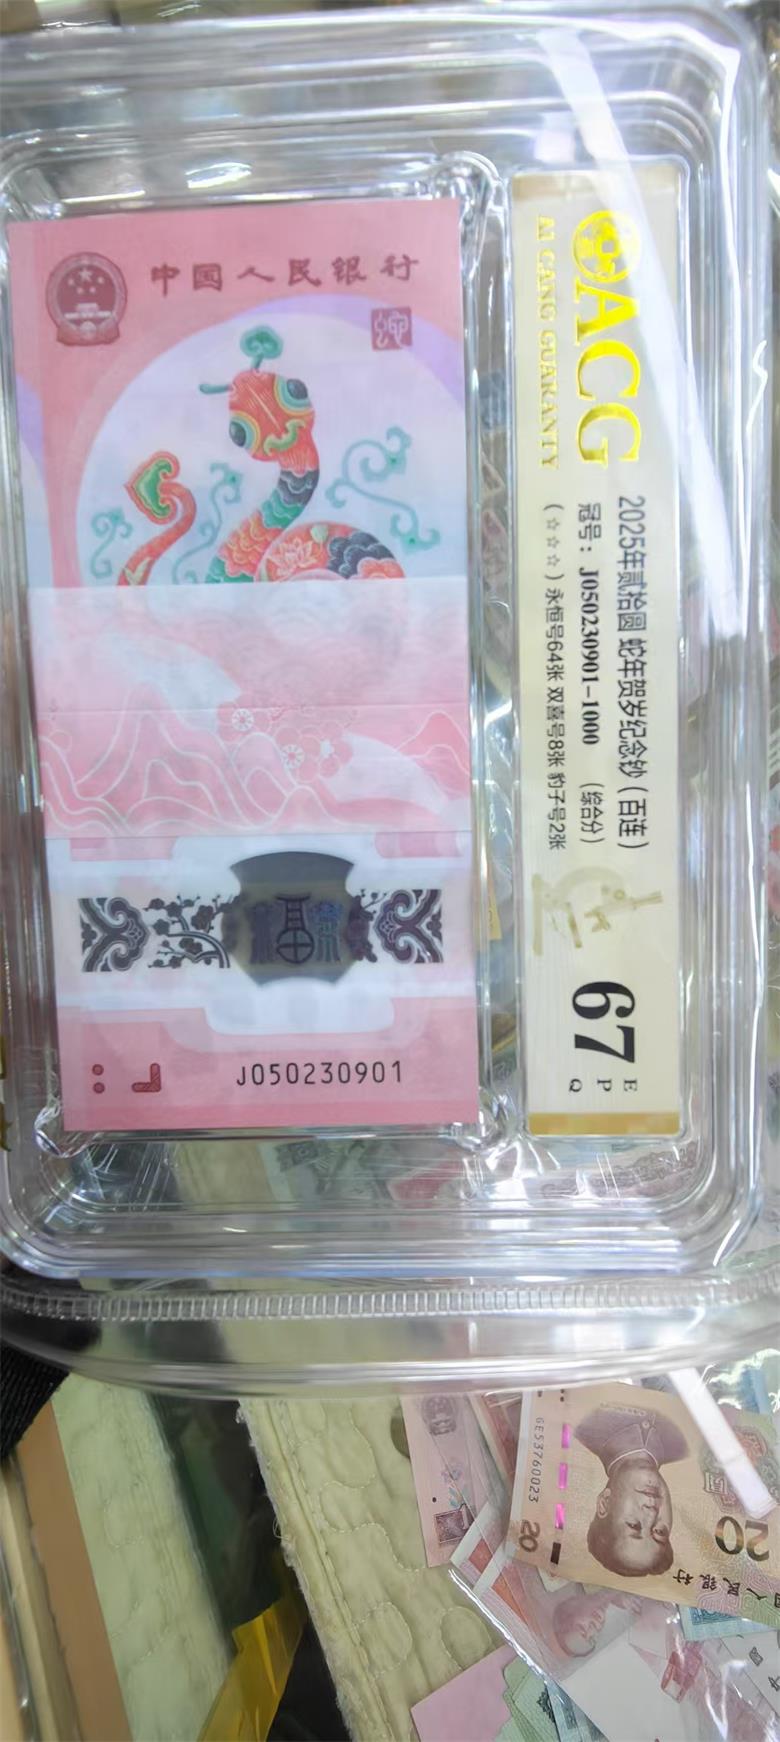 中国人民银行
J050230901
ACG
AI CANG GUARANTY
2025年贰拾圆 蛇年贺岁纪念钞（百连）
冠号：J050230901-1000 （综合分）
（☆☆☆）永恒号64张 双喜号8张 豹子号2张
67
E
P
Q
6E53760023
20
20